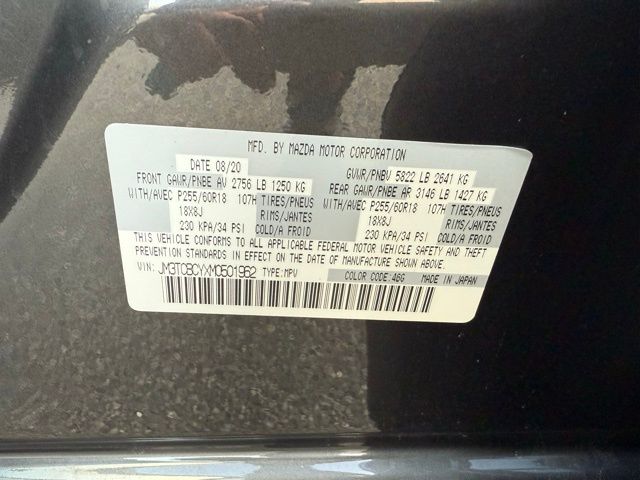 MFD. BY MAZDA MOTOR CORPORATION
DATE 08/20 GVWR/PNBV 5822 LB 2641 KG
FRONT GAWR/PNBE AV 2756 LB 1250 KG REAR GAWR/PNBE AR 3146 LB 1427 KG
WITH/AVEC P255/60R18 107H TIRES/PNEUS WITH/AVEC P255/60R18 107H TIRES/PNEUS
18X8J RIMS/JANTES 18X8J RIMS/JANTES
230 KPA/34 PSI COLD/A FROID 230 KPA/34 PSI COLD/A FROID
THIS VEHICLE CONFORMS TO ALL APPLICABLE FEDERAL MOTOR VEHICLE SAFETY AND THEFT
PREVENTION STANDARDS IN EFFECT ON THE DATE OF MANUFACTURE SHOWN ABOVE.
VIN: JM3TCBCYXM0501962 TYPE:MPV COLOR CODE:46G MADE IN JAPAN